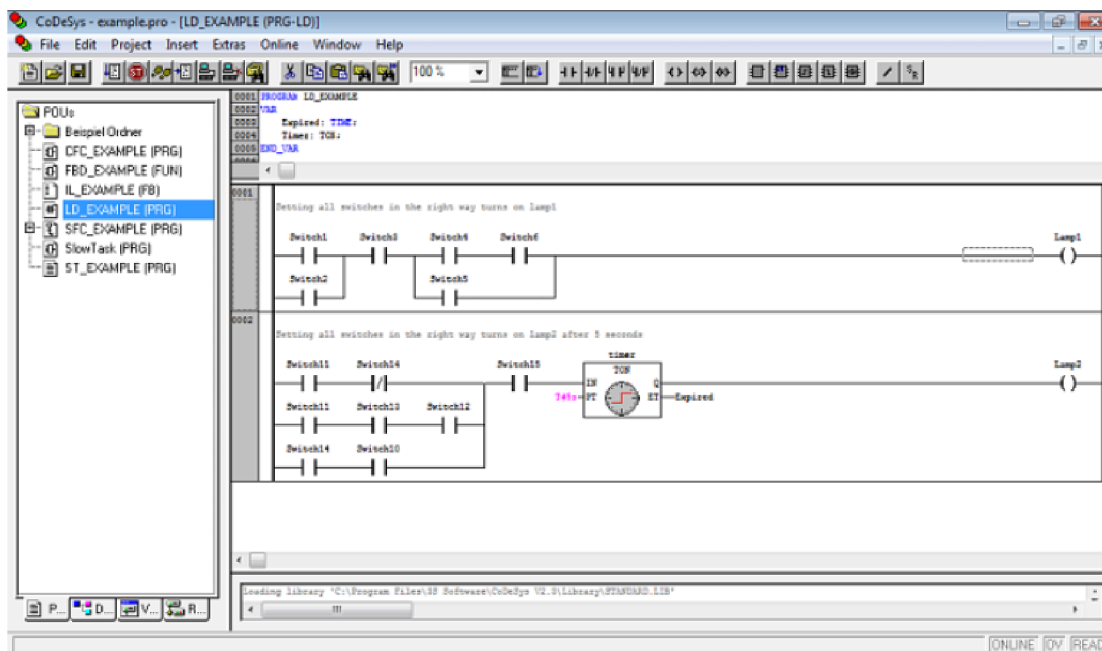 CoDeSys - example.pro - [LD_EXAMPLE (PRG-LD)]
File Edit Project Insert Extras Online Window Help
100 %
POUs
Beispiel Ordner
CFC_EXAMPLE (PRG)
FBD_EXAMPLE (FUN)
IL_EXAMPLE (FB)
LD_EXAMPLE (PRG)
SFC_EXAMPLE (PRG)
SlowTask (PRG)
ST_EXAMPLE (PRG)
P... D... V... R...
0001 PROGRAM LD_EXAMPLE
0002 VAR
0003 Expired: TIME;
0004 Timer: TON;
0005 END_VAR
0001
Setting all switches in the right way turns on Lamp1
Switch1 Switch3 Switch4 Switch6 Lamp1
Switch2 Switch5
0002
Setting all switches in the right way turns on Lamp2 after 5 seconds
timer
Switch11 Switch14 Switch15 TON Lamp2
IN Q
T#5s PT ET Expired
Switch11 Switch13 Switch12
Switch14 Switch10
Loading library 'C:\Program Files\3S Software\CoDeSys V2.3\Library\STANDARD.LIB'
ONLINE OV READ